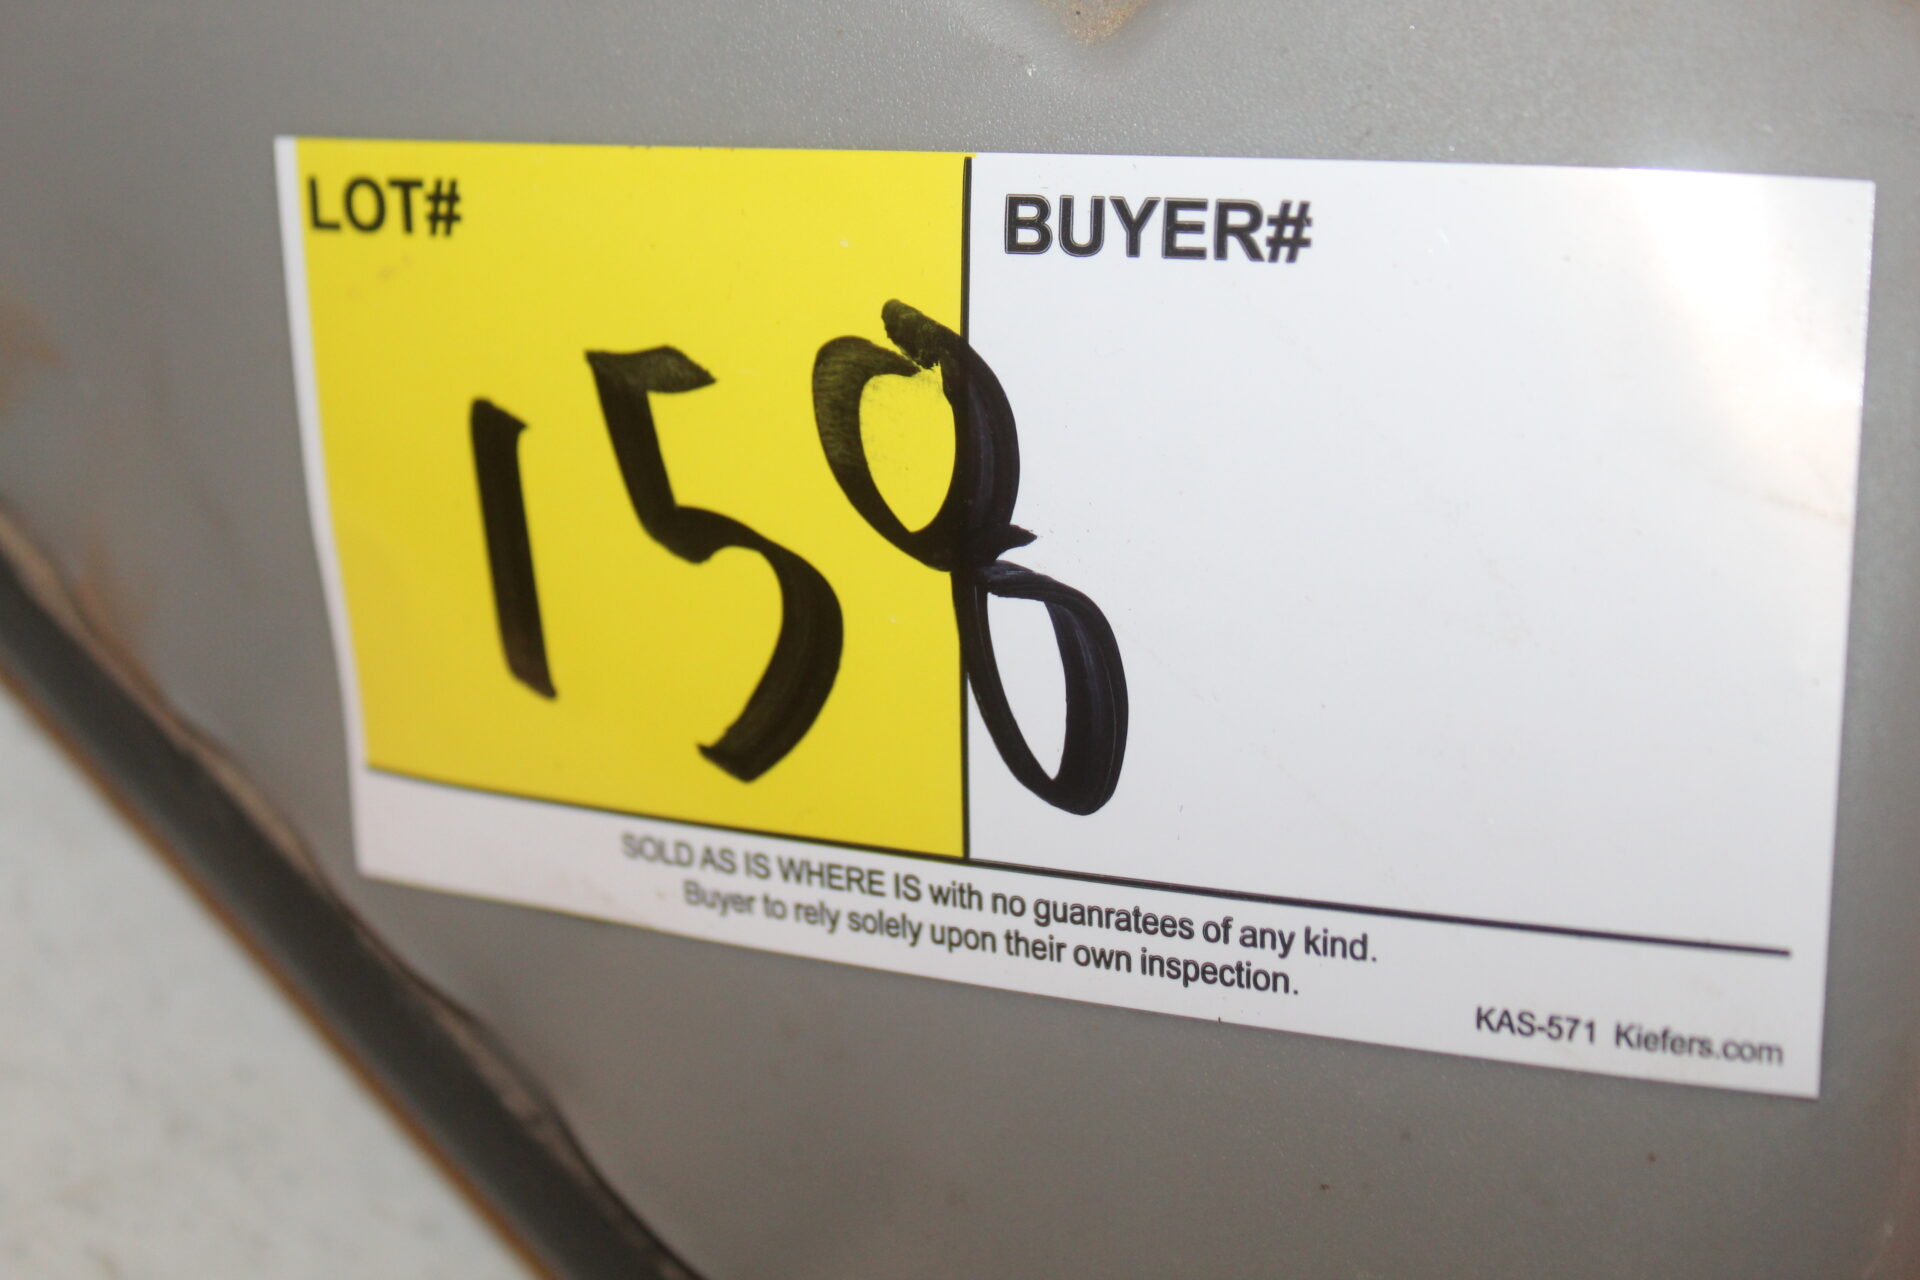 LOT# BUYER#
158
SOLD AS IS WHERE IS with no guanratees of any kind.
Buyer to rely solely upon their own inspection.
KAS-571 Kiefers.com